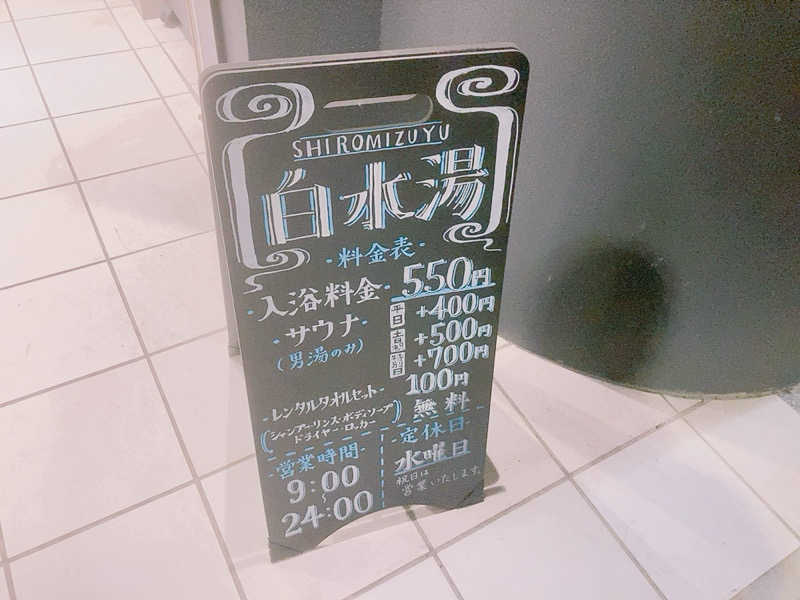 SHIROMIZUYU
白水湯
-料金表-
-入浴料金- 550円
サウナ- 平日 +400円
(男湯のみ) 土日祝 +500円
特別日 +700円
-レンタルタオルセット- 100円
(シャンプー・リンス・ボディソープ
ドライヤー・ロッカー) 無料
-営業時間-
9:00
~
24:00
-定休日-
水曜日
祝日は
営業いたします。